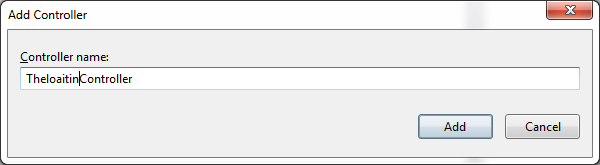 Add Controller
Controller name:
TheloaitinController
Add Cancel